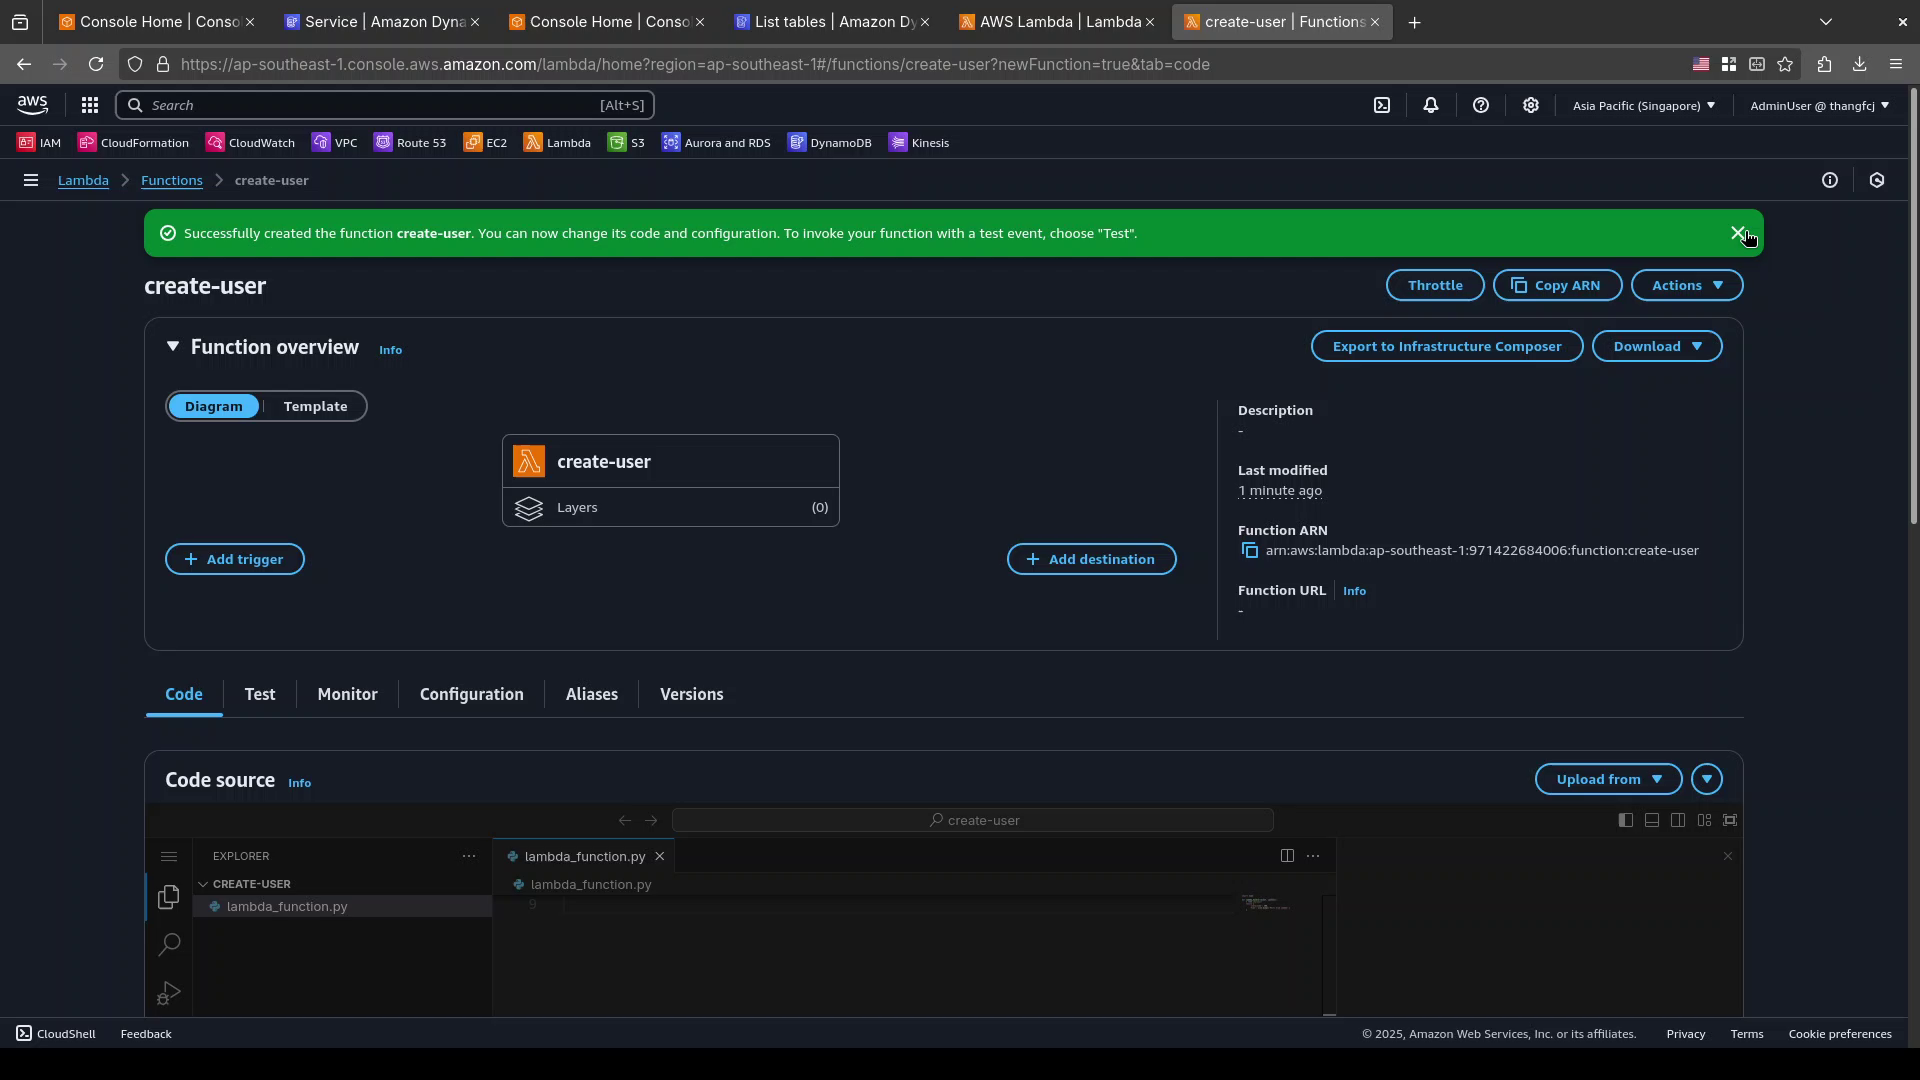 Console Home | Conso
Service | Amazon Dyna
Console Home | Conso
List tables | Amazon Dy
AWS Lambda | Lambda
create-user | Functions
https://ap-southeast-1.console.aws.amazon.com/lambda/home?region=ap-southeast-1#/functions/create-user?newFunction=true&tab=code
aws
Search
[Alt+S]
Asia Pacific (Singapore)
AdminUser @ thangfcj
IAM
CloudFormation
CloudWatch
VPC
Route 53
EC2
Lambda
S3
Aurora and RDS
DynamoDB
Kinesis
Lambda
Functions
create-user
Successfully created the function create-user. You can now change its code and configuration. To invoke your function with a test event, choose "Test".
create-user
Throttle
Copy ARN
Actions
Function overview
Info
Export to Infrastructure Composer
Download
Diagram
Template
create-user
Layers
(0)
Add trigger
Add destination
Description
-
Last modified
1 minute ago
Function ARN
arn:aws:lambda:ap-southeast-1:971422684006:function:create-user
Function URL
Info
-
Code
Test
Monitor
Configuration
Aliases
Versions
Code source
Info
Upload from
create-user
EXPLORER
lambda_function.py
CREATE-USER
lambda_function.py
lambda_function.py
9
CloudShell
Feedback
© 2025, Amazon Web Services, Inc. or its affiliates.
Privacy
Terms
Cookie preferences